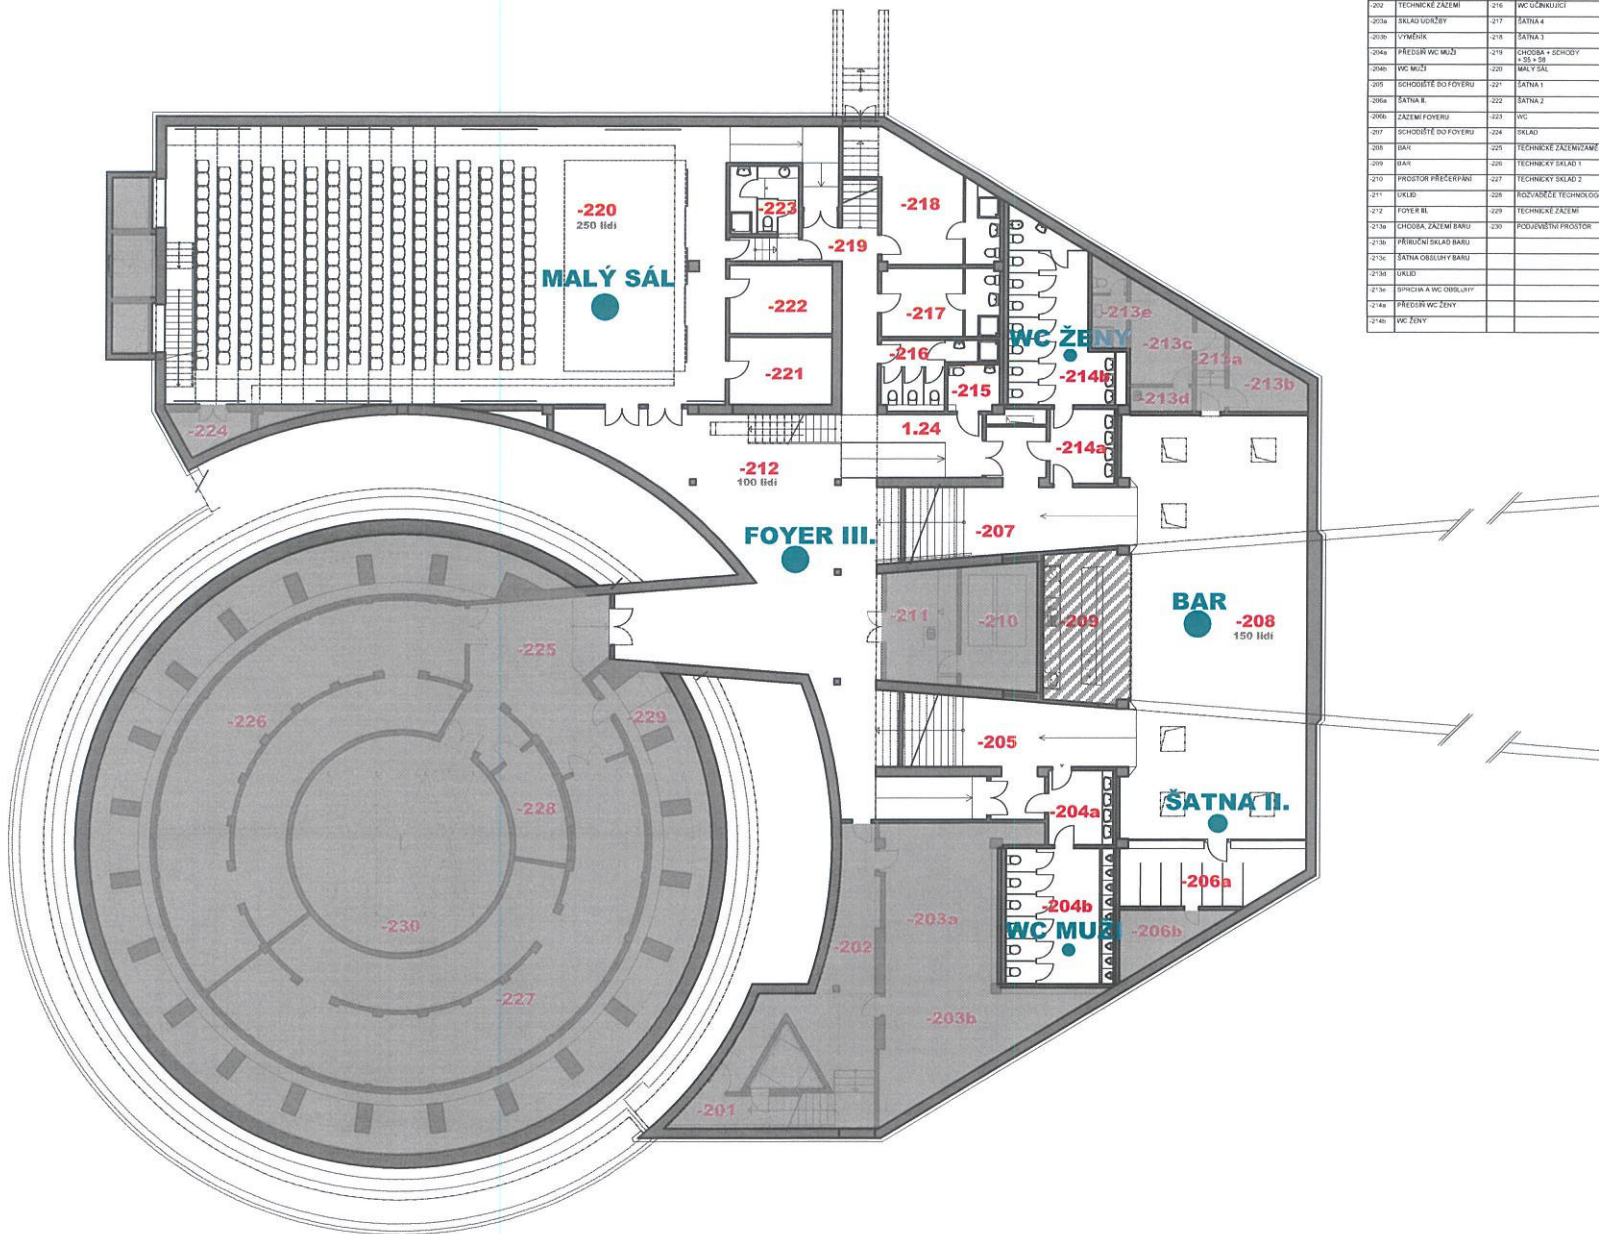 -202 TECHNICKÉ ZÁZEMÍ -216 WC ÚČINKUJÍCÍ
-203a SKLAD ÚDRŽBY -217 ŠATNA 4
-203b VÝMĚNÍK -218 ŠATNA 3
-204a PŘEDSÍŇ WC MUŽI -219 CHODBA + SCHODY
+ S5 + S8
-204b WC MUŽI -220 MALÝ SÁL
-205 SCHODIŠTĚ DO FOYERU -221 ŠATNA 1
-206a ŠATNA II. -222 ŠATNA 2
-206b ZÁZEMÍ FOYERU -223 WC
-207 SCHODIŠTĚ DO FOYERU -224 SKLAD
-208 BAR -225 TECHNICKÉ
-209 BAR -226 TECHNICKÝ SKLAD 1
-210 PROSTOR PŘEČERPÁNÍ -227 TECHNICKÝ SKLAD 2
-211 ÚKLID -228 ROZVADĚČE
-212 FOYER III. -229 TECHNICKÉ ZÁZEMÍ
-213a CHODBA, ZÁZEMÍ BARU -230 PODJEVIŠTNÍ PROSTOR
-213b PŘÍRUČNÍ SKLAD BARU
-213c ŠATNA OBSLUHY BARU
-213d ÚKLID
-213e SPRCHA A WC OBSLUHY
-214a PŘEDSÍŇ WC ŽENY
-214b WC ŽENY
-220
250 lidí
MALÝ SÁL
-223
-219
-218
-222
-217
-221
-216
-215
WC ŽENY
-214b
-213e
-213c
-213a
-213b
-213d
-224
1.24
-214a
-212
100 lidí
FOYER III.
-207
-211
-210
-209
BAR
-208
150 lidí
-225
-226
-229
-205
-228
-204a
ŠATNA II.
-206a
-230
-203a
-204b
WC MUŽI
-206b
-202
-227
-203b
-201